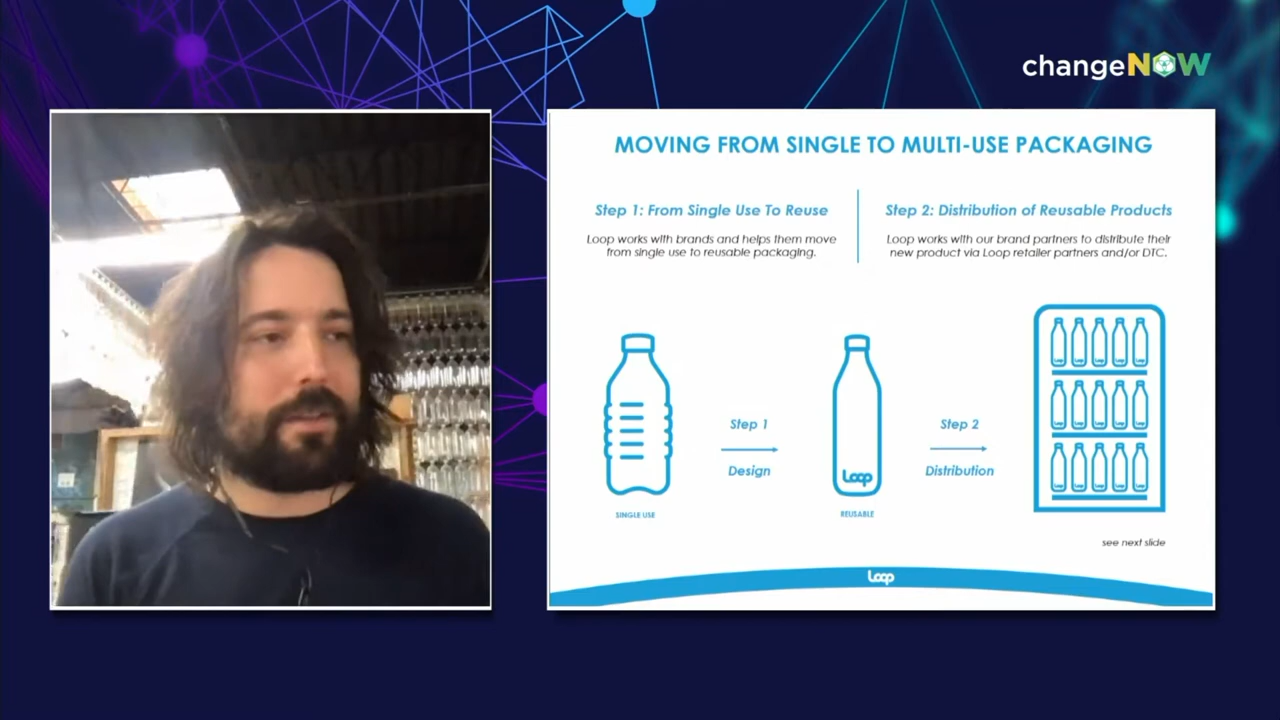 changeNOW
MOVING FROM SINGLE TO MULTI-USE PACKAGING
Step 1: From Single Use To Reuse
Loop works with brands and helps them move
from single use to reusable packaging.
Step 2: Distribution of Reusable Products
Loop works with our brand partners to distribute their
new product via Loop retailer partners and/or DTC.
Step 1
Design
Step 2
Distribution
Loop
SINGLE USE
REUSABLE
see next slide
Loop